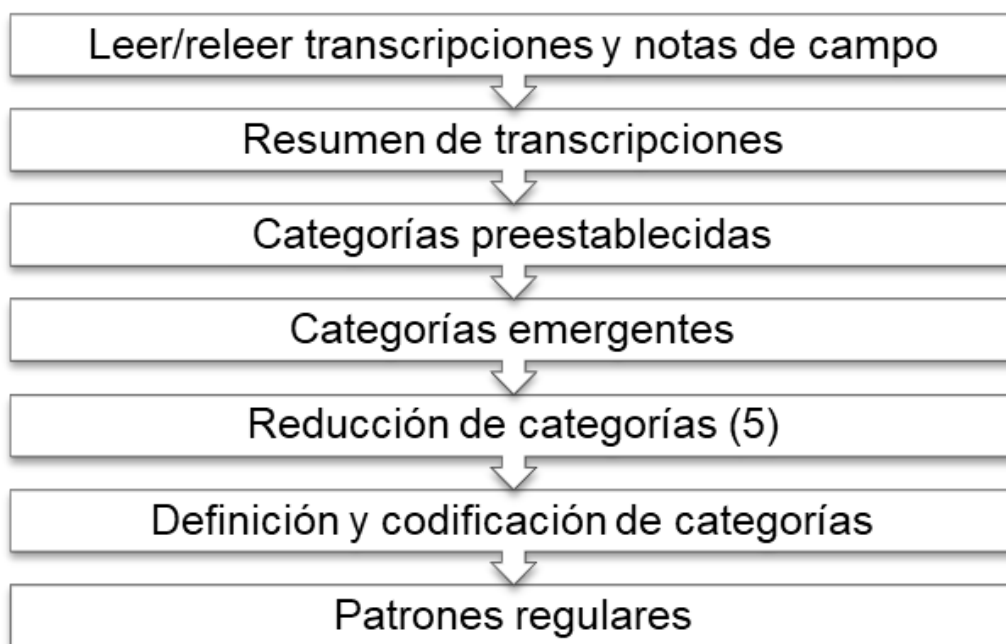 Leer/releer transcripciones y notas de campo
Resumen de transcripciones
Categorías preestablecidas
Categorías emergentes
Reducción de categorías (5)
Definición y codificación de categorías
Patrones regulares